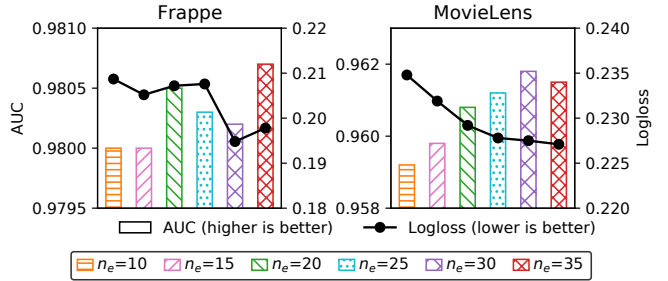 Frappe
MovieLens
AUC
0.9810
0.9805
0.9800
0.9795
0.22
0.21
0.20
0.19
0.18
0.962
0.960
0.958
0.240
0.235
0.230
0.225
0.220
Logloss
AUC (higher is better)
Logloss (lower is better)
n_e=10
n_e=15
n_e=20
n_e=25
n_e=30
n_e=35